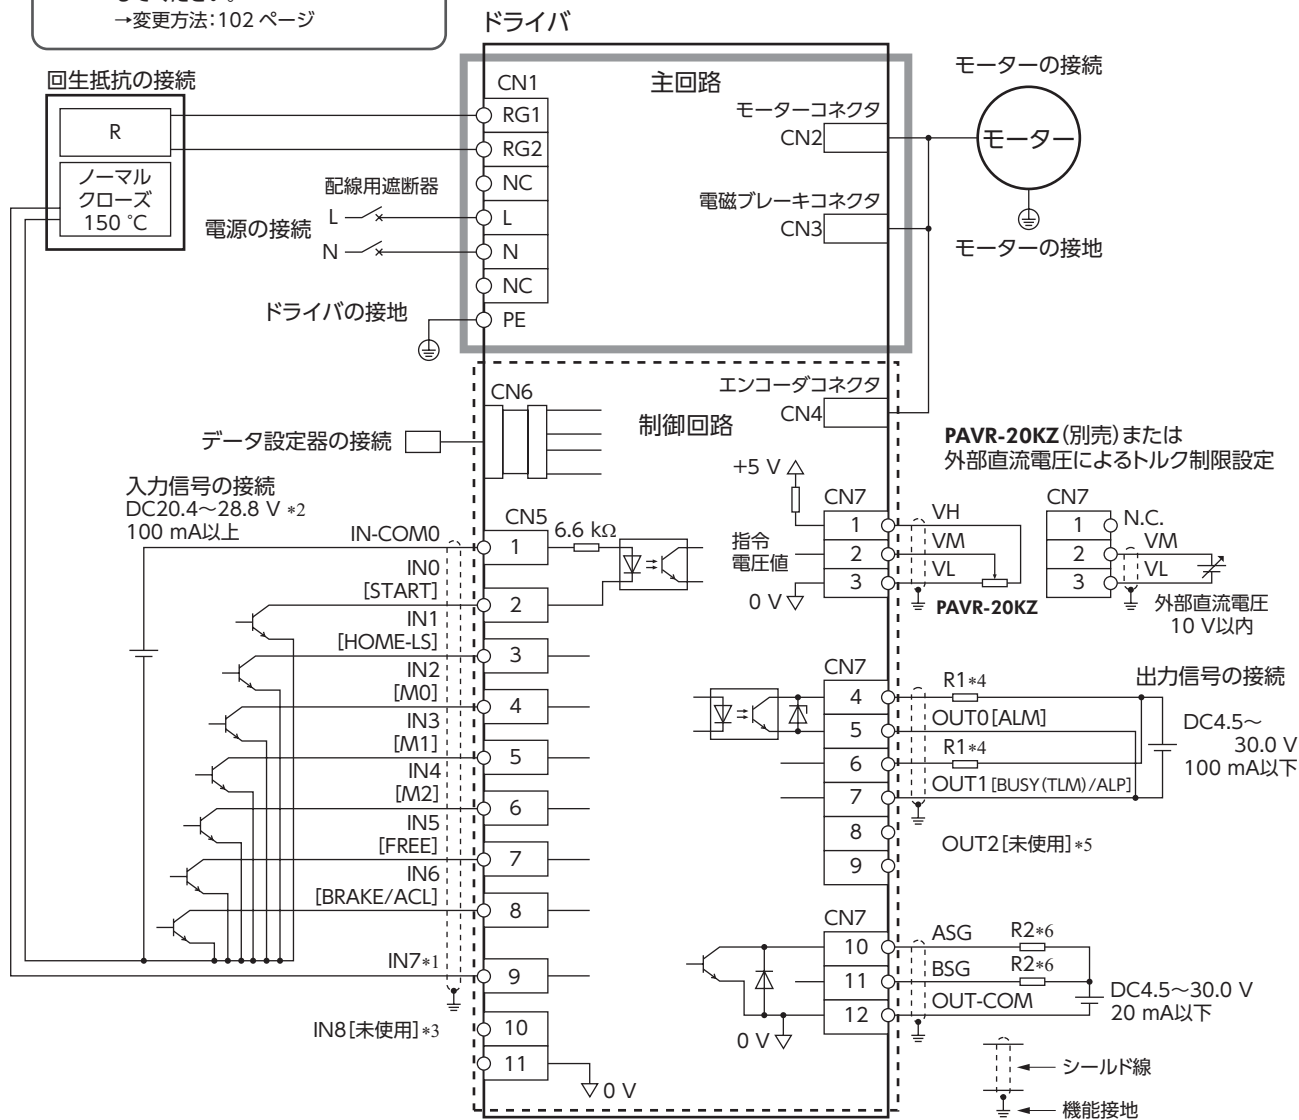 →変更方法：102 ページ
ドライバ
回生抵抗の接続
R
ノーマル
クローズ
150 ˚C
配線用遮断器
電源の接続
L
N
ドライバの接地
CN1
RG1
RG2
NC
L
N
NC
PE
主回路
モーターコネクタ
CN2
電磁ブレーキコネクタ
CN3
モーターの接続
モーター
モーターの接地
エンコーダコネクタ
CN4
CN6
制御回路
データ設定器の接続
入力信号の接続
DC20.4～28.8 V *2
100 mA以上
CN5
6.6 kΩ
IN-COM0
1
IN0
[START]
2
IN1
[HOME-LS]
3
IN2
[M0]
4
IN3
[M1]
5
IN4
[M2]
6
IN5
[FREE]
7
IN6
[BRAKE/ACL]
8
IN7*1
9
IN8[未使用]*3
10
11
0 V
PAVR-20KZ（別売）または
外部直流電圧によるトルク制限設定
+5 V
指令
電圧値
0 V
CN7
1
2
3
VH
VM
VL
PAVR-20KZ
CN7
1
2
3
N.C.
VM
VL
外部直流電圧
10 V以内
CN7
4
5
6
7
8
9
R1*4
OUT0[ALM]
R1*4
OUT1[BUSY(TLM)/ALP]
OUT2[未使用]*5
出力信号の接続
DC4.5～
30.0 V
100 mA以下
CN7
10
11
12
0 V
ASG
R2*6
BSG
R2*6
OUT-COM
DC4.5～30.0 V
20 mA以下
シールド線
機能接地